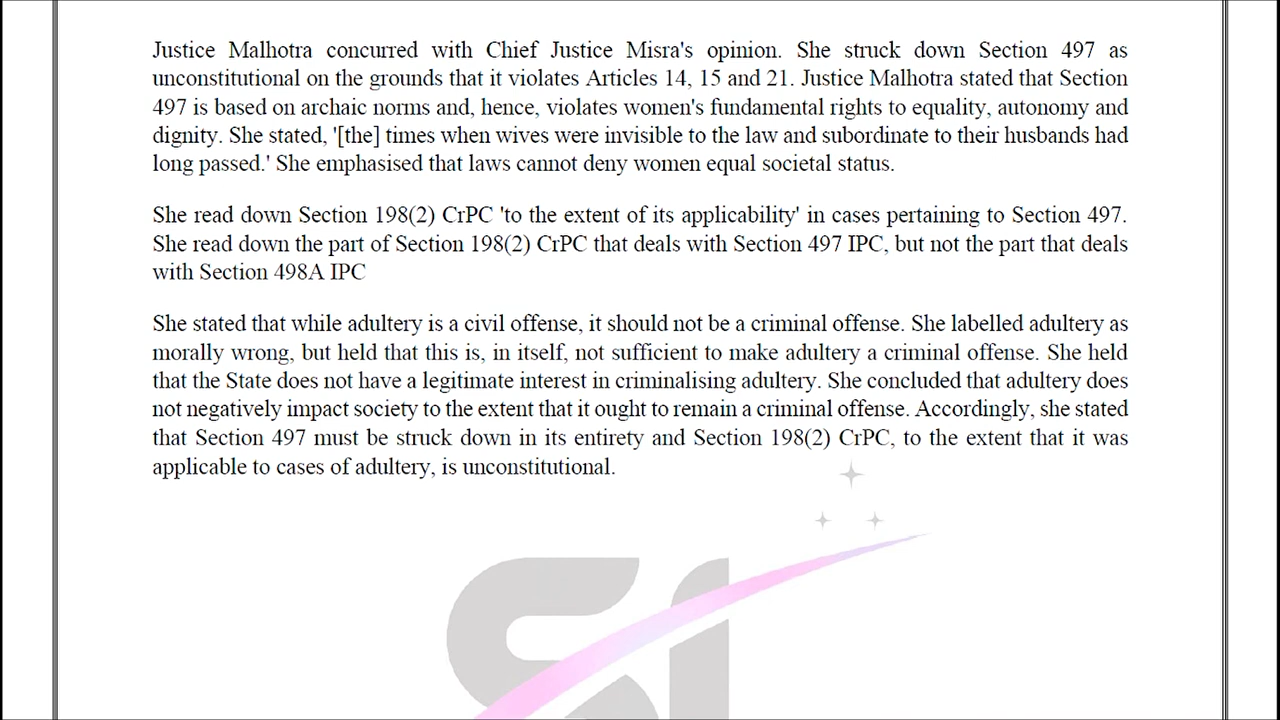 Justice Malhotra concurred with Chief Justice Misra's opinion. She struck down Section 497 as
unconstitutional on the grounds that it violates Articles 14, 15 and 21. Justice Malhotra stated that Section
497 is based on archaic norms and, hence, violates women's fundamental rights to equality, autonomy and
dignity. She stated, '[the] times when wives were invisible to the law and subordinate to their husbands had
long passed.' She emphasised that laws cannot deny women equal societal status.
She read down Section 198(2) CrPC 'to the extent of its applicability' in cases pertaining to Section 497.
She read down the part of Section 198(2) CrPC that deals with Section 497 IPC, but not the part that deals
with Section 498A IPC
She stated that while adultery is a civil offense, it should not be a criminal offense. She labelled adultery as
morally wrong, but held that this is, in itself, not sufficient to make adultery a criminal offense. She held
that the State does not have a legitimate interest in criminalising adultery. She concluded that adultery does
not negatively impact society to the extent that it ought to remain a criminal offense. Accordingly, she stated
that Section 497 must be struck down in its entirety and Section 198(2) CrPC, to the extent that it was
applicable to cases of adultery, is unconstitutional.